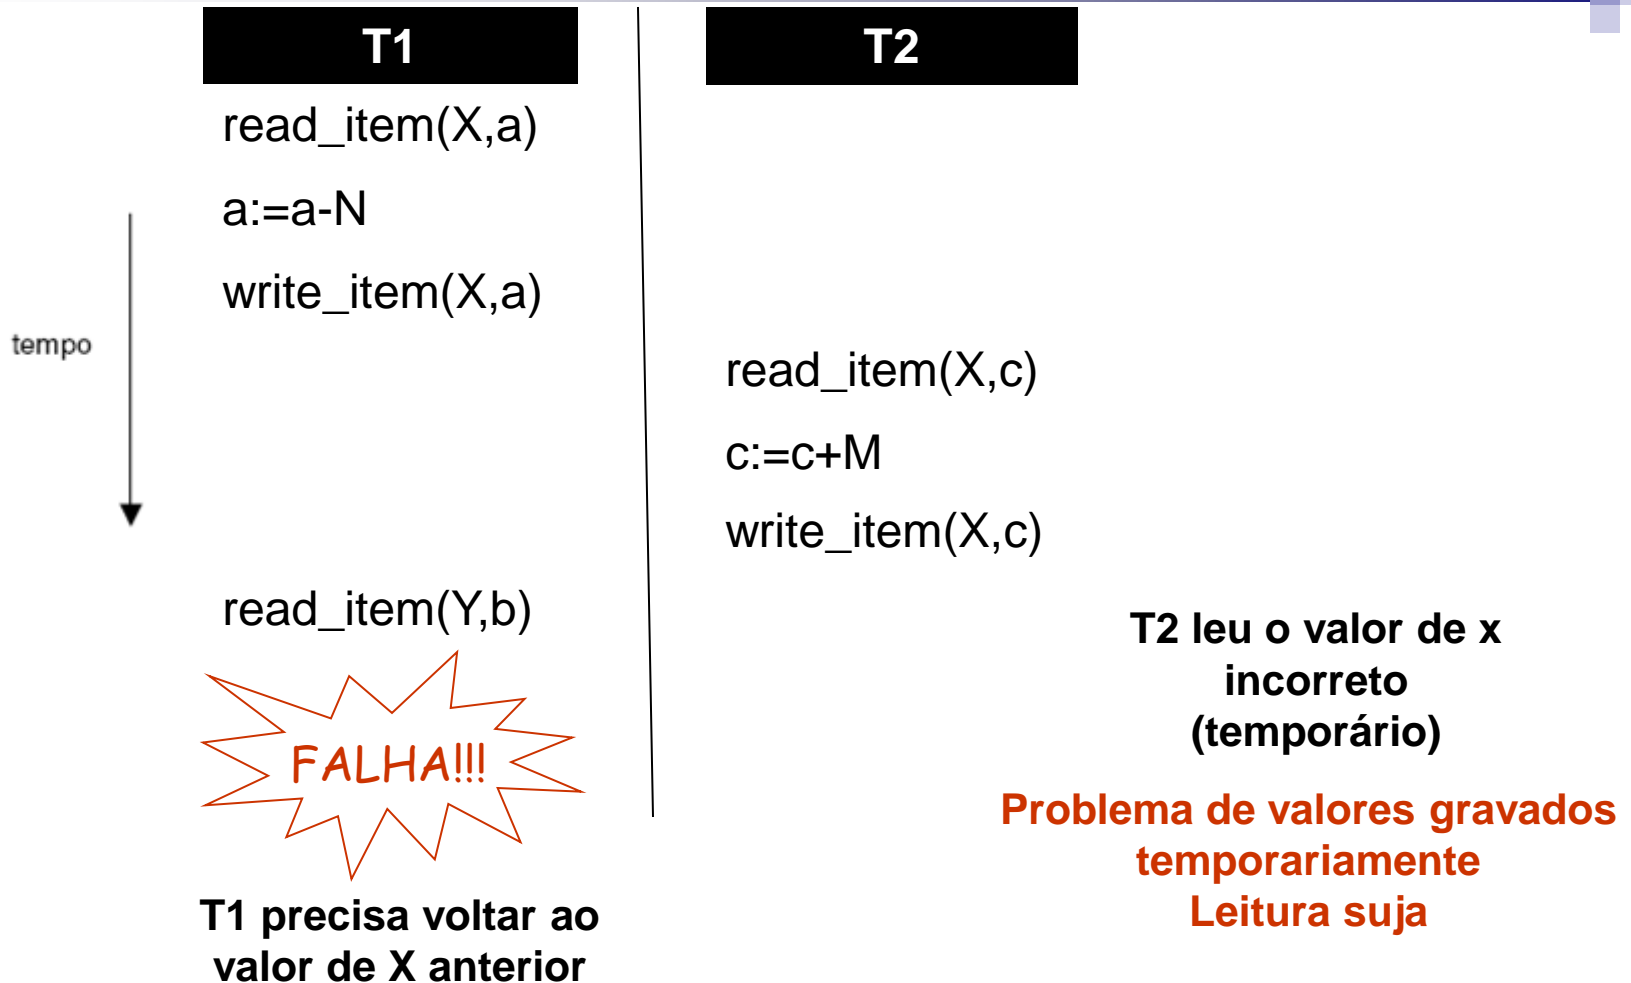 T1
T2
read_item(X,a)
a:=a-N
write_item(X,a)
tempo
read_item(X,c)
c:=c+M
write_item(X,c)
read_item(Y,b)
FALHA!!!
T1 precisa voltar ao
valor de X anterior
T2 leu o valor de x
incorreto
(temporário)
Problema de valores gravados
temporariamente
Leitura suja